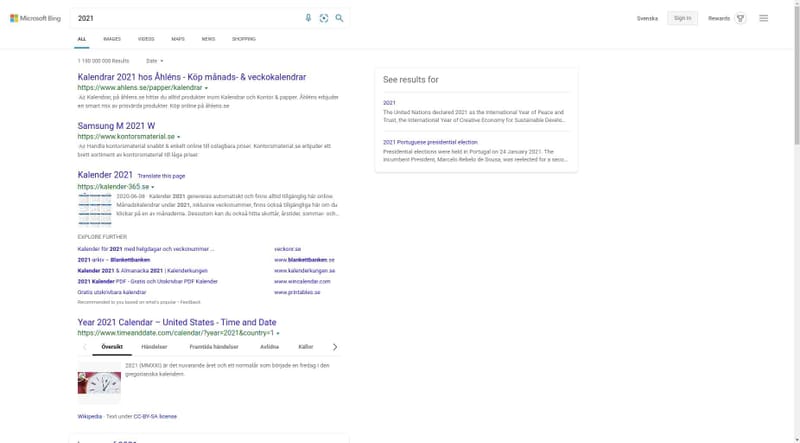 Microsoft Bing
2021
Svenska
Sign in
Rewards
ALL
IMAGES
VIDEOS
MAPS
NEWS
SHOPPING
1 190 000 000 Results
Date
Kalendrar 2021 hos Åhléns - Köp månads- & veckokalendrar
https://www.ahlens.se/papper/kalendrar
Ad Kalendrar, på åhlens.se hittar du alltid produkter inom Kalendrar och Kontor & papper. Åhléns erbjuder
en smart mix av prisvärda produkter. Köp online på åhlens.se
Samsung M 2021 W
https://www.kontorsmaterial.se
Ad Handla kontorsmaterial snabbt & enkelt online till oslagbara priser. Kontorsmaterial.se erbjuder ett
brett sortiment av kontorsmaterial till låga priser
Kalender 2021 Translate this page
https://kalender-365.se
2020-06-08 · Kalender 2021 genereras automatiskt och finns alltid tillgänglig här online.
Månadskalendrar under 2021, inklusive veckonummer, finns också tillgängliga här om du
klickar på en av månaderna. Dessutom kan du också hitta skottår, årstider, sommar- och...
EXPLORE FURTHER
Kalender för 2021 med helgdagar och veckonummer ...
veckonr.se
2021 arkiv – Blankettbanken
www.blankettbanken.se
Kalender 2021 & Almanacka 2021 | Kalenderkungen
www.kalenderkungen.se
2021 Kalender PDF - Gratis och Utskrivbar PDF Kalender
www.wincalendar.com
Gratis utskrivbara kalendrar
www.printables.se
Recommended to you based on what's popular • Feedback
Year 2021 Calendar – United States - Time and Date
https://www.timeanddate.com/calendar/?year=2021&country=1
Översikt
Händelser
Framtida händelser
Avlidna
Källor
2021 (MMXXI) är det nuvarande året och ett normalår som började en fredag i den
gregorianska kalendern.
Wikipedia · Text under CC-BY-SA license
See results for
2021
The United Nations declared 2021 as the International Year of Peace and
Trust, the International Year of Creative Economy for Sustainable Develo...
2021 Portuguese presidential election
Presidential elections were held in Portugal on 24 January 2021. The
incumbent President, Marcelo Rebelo de Sousa, was reelected for a seco...